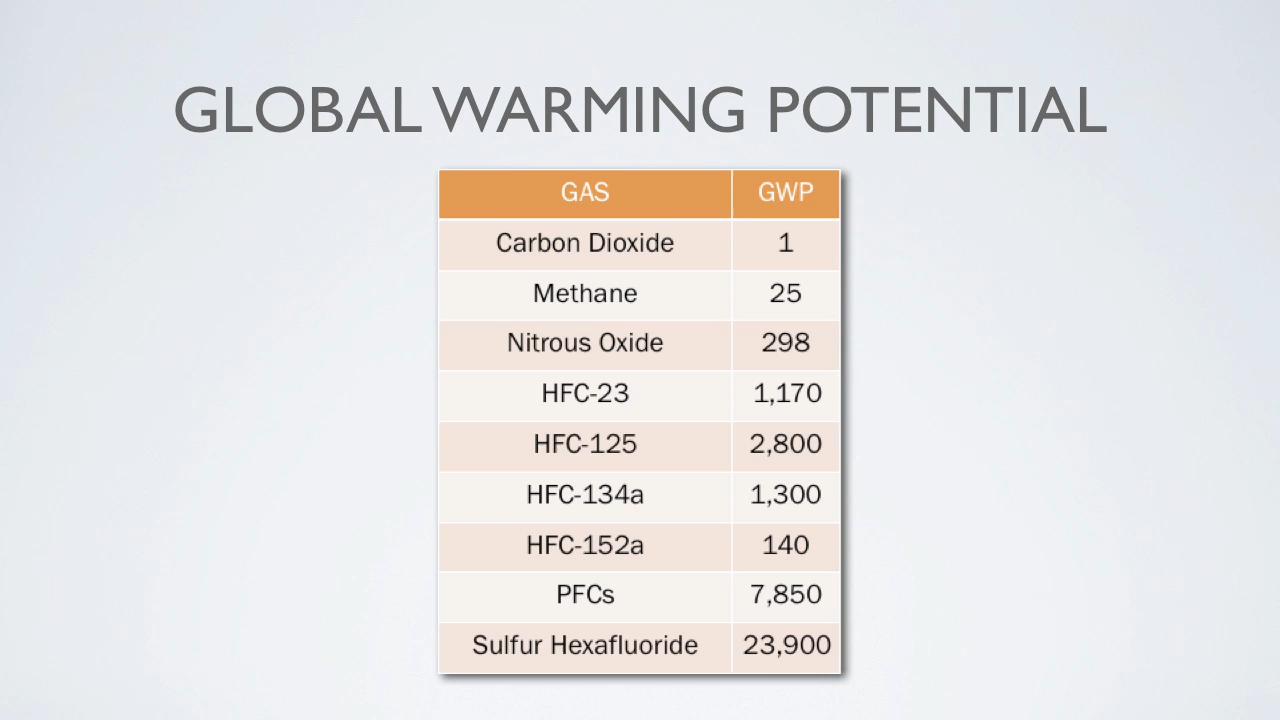 GLOBAL WARMING POTENTIAL
GAS GWP
Carbon Dioxide 1
Methane 25
Nitrous Oxide 298
HFC-23 1,170
HFC-125 2,800
HFC-134a 1,300
HFC-152a 140
PFCs 7,850
Sulfur Hexafluoride 23,900